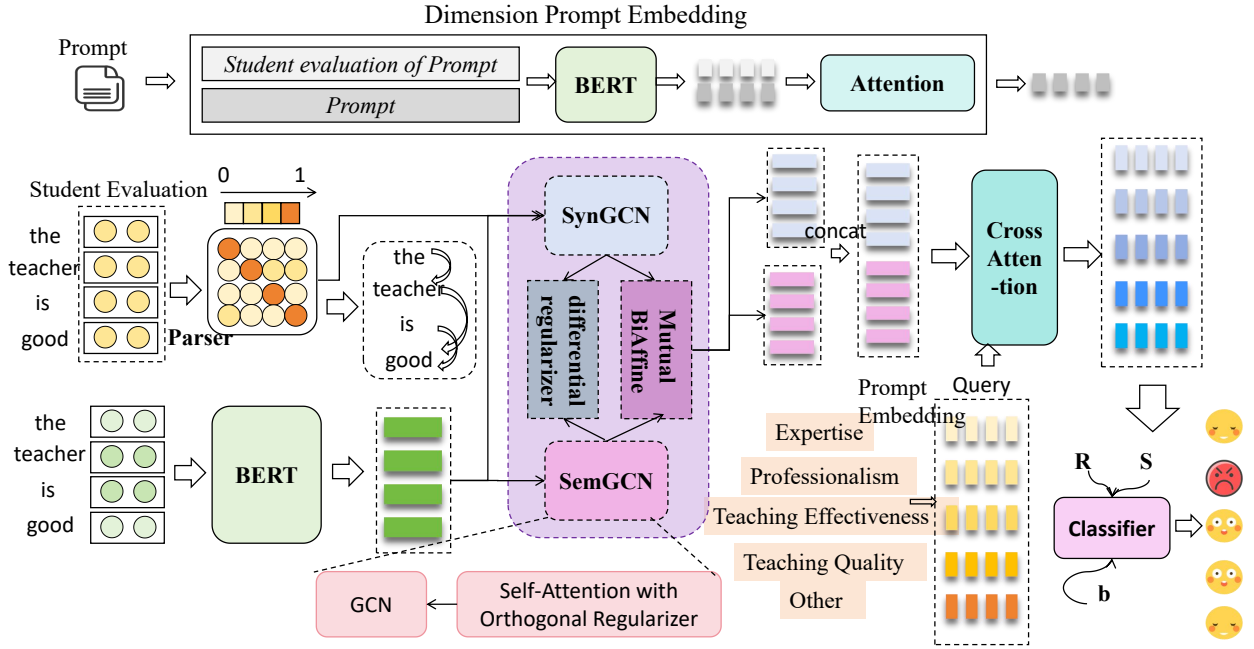 Dimension Prompt Embedding
Prompt
Student evaluation of Prompt
Prompt
BERT
Attention
Student Evaluation
0
1
the
teacher
is
good
Parser
the
teacher
is
good
SynGCN
differential
regularizer
Mutual
BiAffine
SemGCN
concat
Cross
Atten
-tion
the
teacher
is
good
BERT
GCN
Self-Attention with
Orthogonal Regularizer
Prompt
Embedding
Query
Expertise
Professionalism
Teaching Effectiveness
Teaching Quality
Other
R
S
Classifier
b